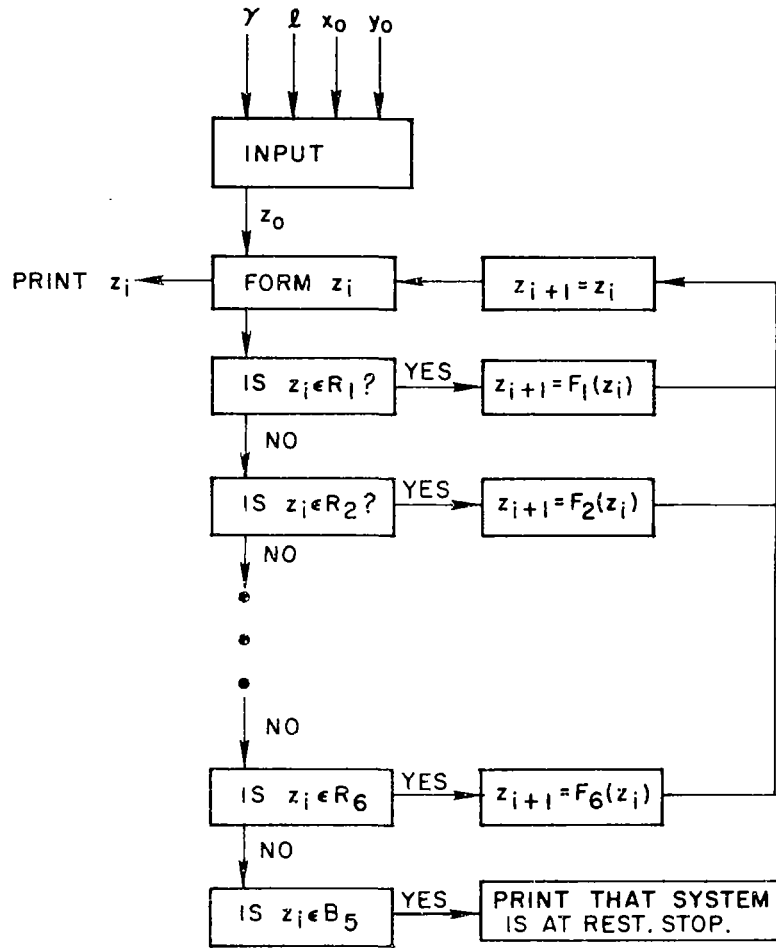 γ ℓ x₀ y₀
INPUT
z₀
PRINT zᵢ
FORM zᵢ
zᵢ₊₁ = zᵢ
IS zᵢ ϵ R₁ ?
YES
zᵢ₊₁ = F₁(zᵢ)
NO
IS zᵢ ϵ R₂ ?
YES
zᵢ₊₁ = F₂(zᵢ)
NO
NO
IS zᵢ ϵ R₆
YES
zᵢ₊₁ = F₆(zᵢ)
NO
IS zᵢ ϵ B₅
YES
PRINT THAT SYSTEM
IS AT REST. STOP.